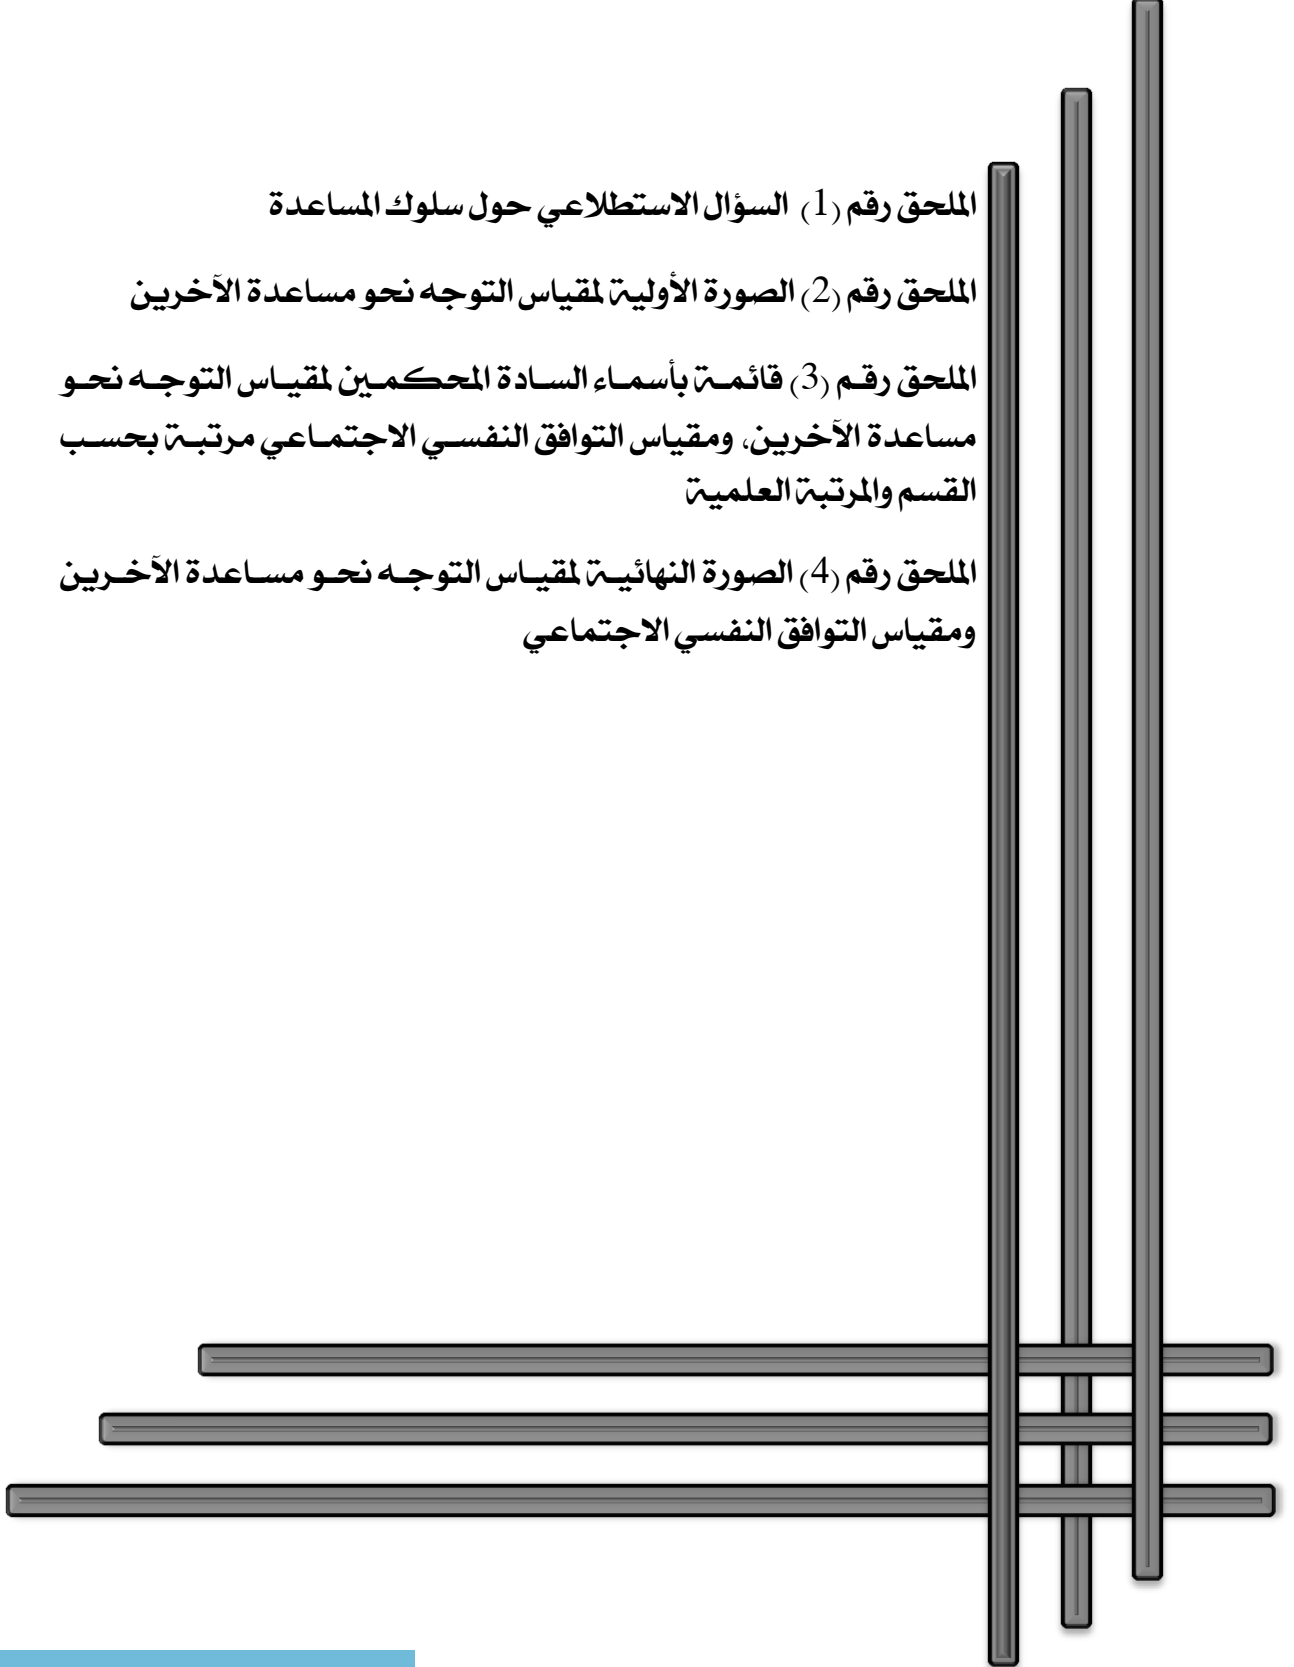 الملحق رقم (1) السؤال الاستطلاعي حول سلوك المساعدة
الملحق رقم (2) الصورة الأولية لمقياس التوجه نحو مساعدة الآخرين
الملحق رقم (3) قائمة بأسماء السادة المحكمين لمقياس التوجه نحو
مساعدة الآخرين، ومقياس التوافق النفسي الاجتماعي مرتبة بحسب
القسم والمرتبة العلمية
الملحق رقم (4) الصورة النهائية لمقياس التوجه نحو مساعدة الآخرين
ومقياس التوافق النفسي الاجتماعي